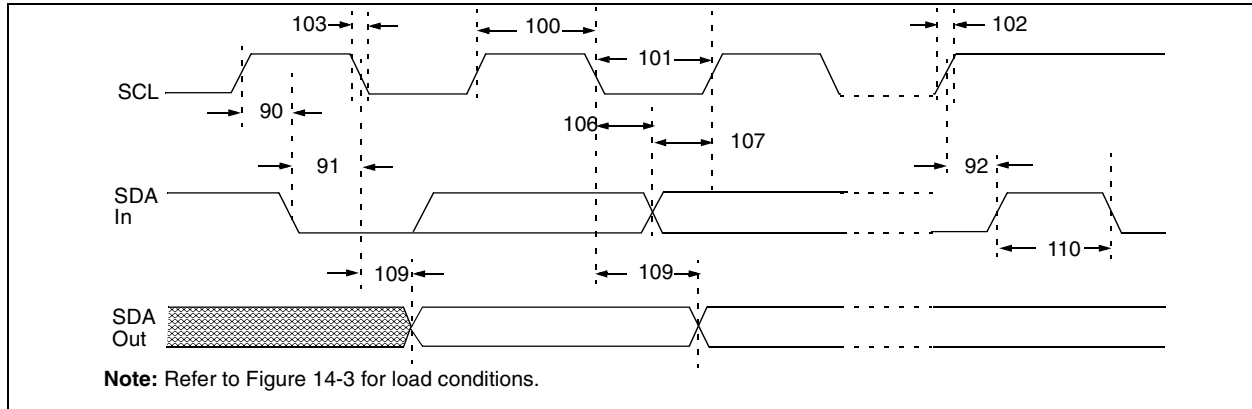 103
100
102
101
SCL
90
106
107
91
92
SDA
In
110
109
109
SDA
Out
Note: Refer to Figure 14-3 for load conditions.